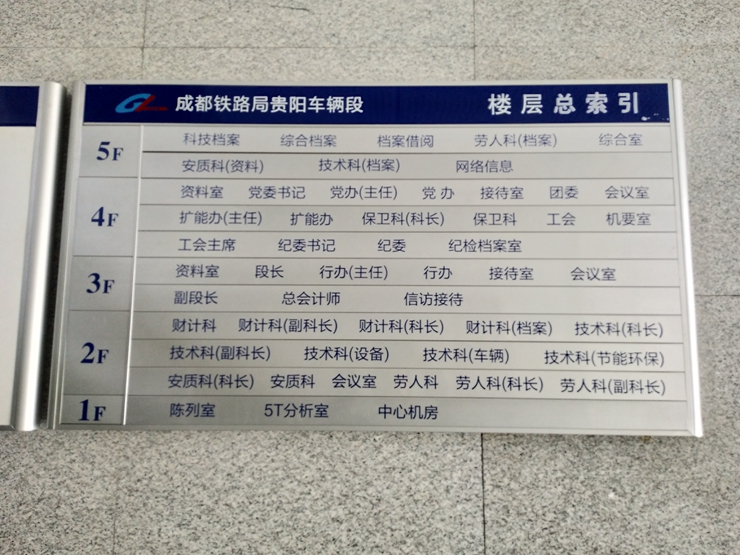 GL 成都铁路局贵阳车辆段 楼层总索引
5F
科技档案 综合档案 档案借阅 劳人科(档案) 综合室
安质科(资料) 技术科(档案) 网络信息
4F
资料室 党委书记 党办(主任) 党办 接待室 团委 会议室
扩能办(主任) 扩能办 保卫科(科长) 保卫科 工会 机要室
工会主席 纪委书记 纪委 纪检档案室
3F
资料室 段长 行办(主任) 行办 接待室 会议室
副段长 总会计师 信访接待
2F
财计科 财计科(副科长) 财计科(科长) 财计科(档案) 技术科(科长)
技术科(副科长) 技术科(设备) 技术科(车辆) 技术科(节能环保)
安质科(科长) 安质科 会议室 劳人科 劳人科(科长) 劳人科(副科长)
1F
陈列室 5T分析室 中心机房